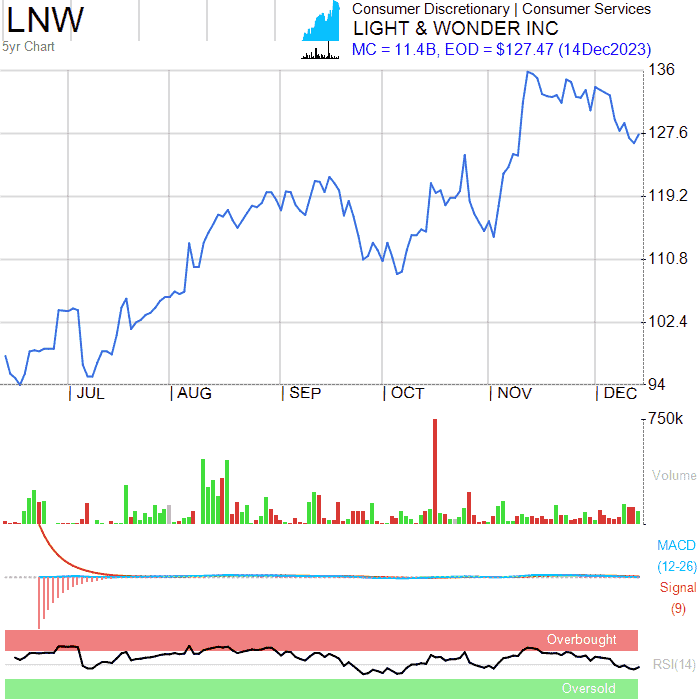 LNW
5yr Chart
Consumer Discretionary | Consumer Services
LIGHT & WONDER INC
MC = 11.4B, EOD = $127.47 (14Dec2023)
136
127.6
119.2
110.8
102.4
94
JUL
AUG
SEP
OCT
NOV
DEC
750k
Volume
MACD
(12-26)
Signal
(9)
Overbought
RSI(14)
Oversold